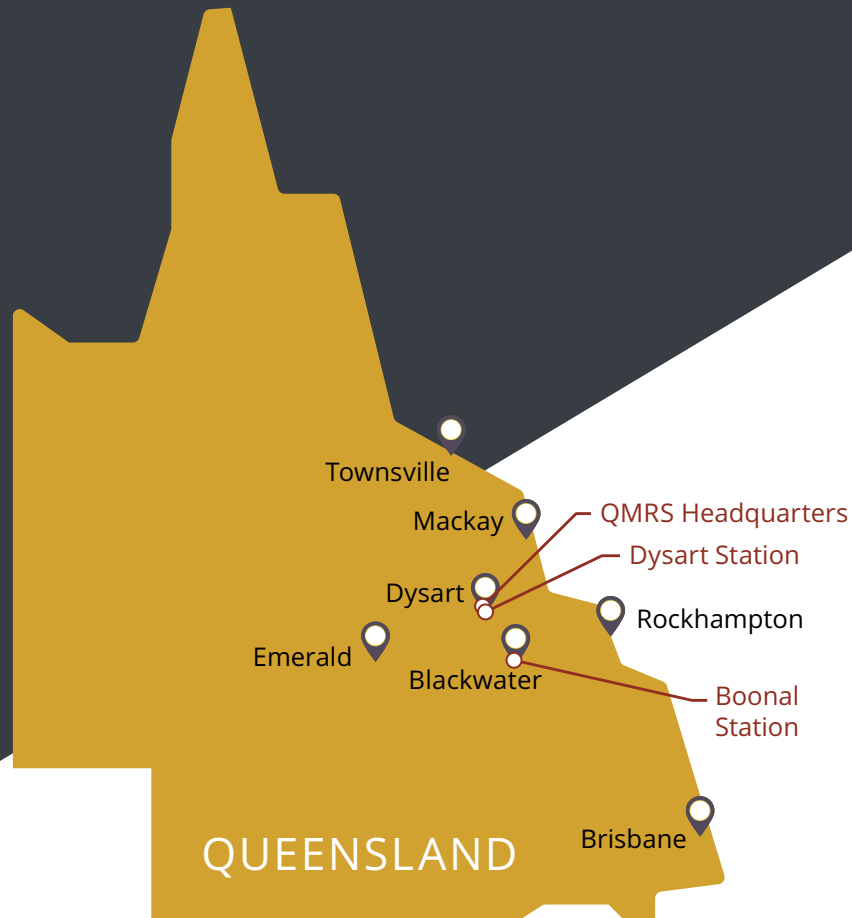 Townsville
Mackay
QMRS Headquarters
Dysart Station
Dysart
Rockhampton
Emerald
Blackwater
Boonal
Station
Brisbane
QUEENSLAND